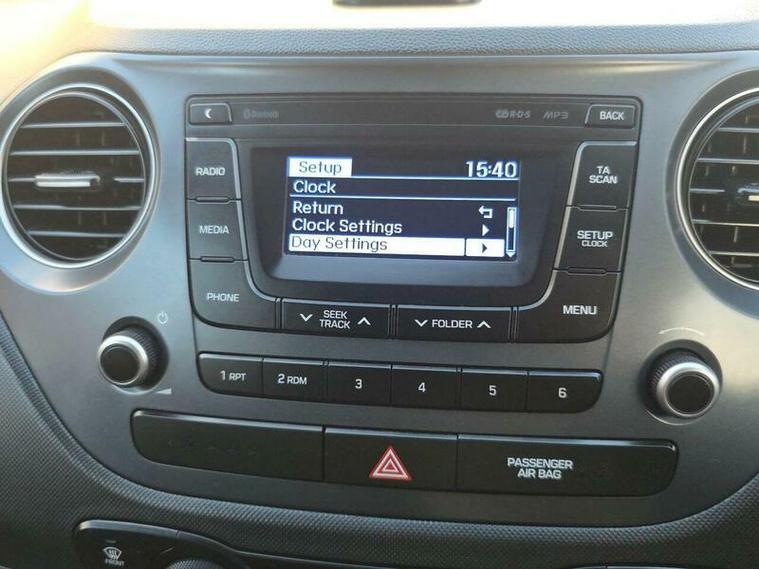 Bluetooth
R·D·S
MP3
BACK
RADIO
MEDIA
PHONE
Setup 15:40
Clock
Return
Clock Settings
Day Settings
TA
SCAN
SETUP
CLOCK
MENU
SEEK
TRACK
FOLDER
1 RPT
2 RDM
3
4
5
6
PASSENGER
AIR BAG
FRONT